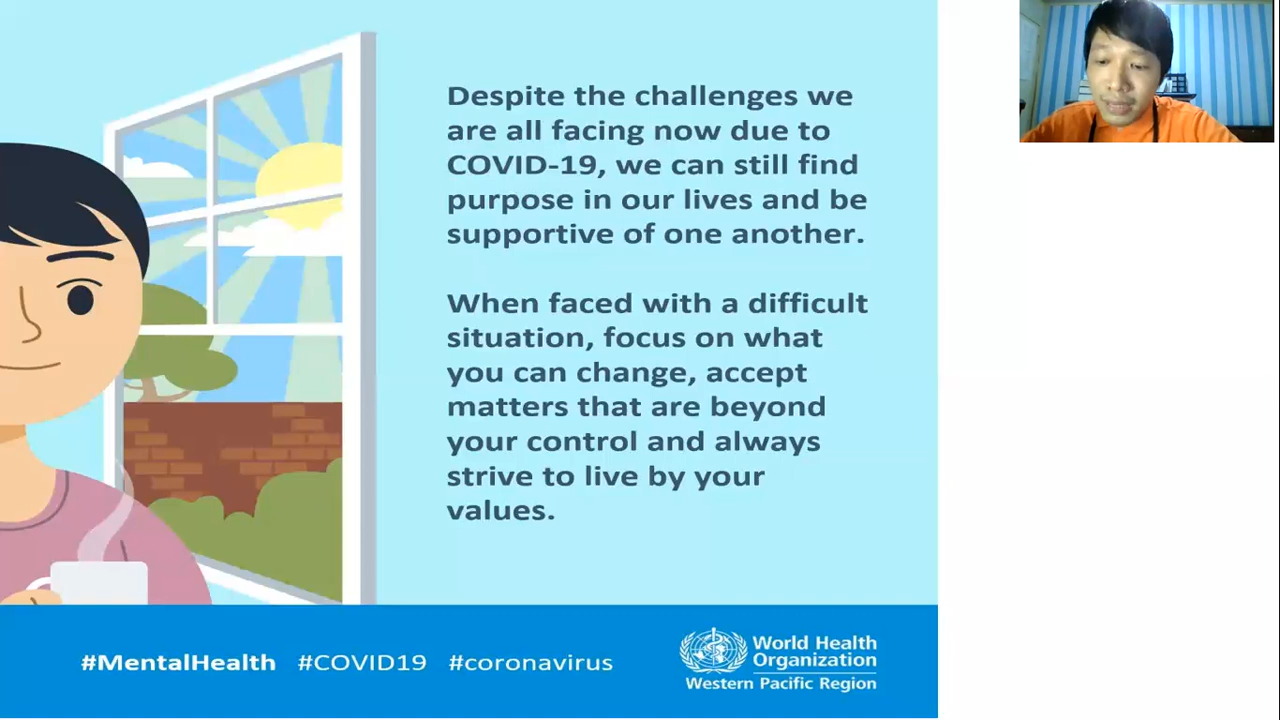 Despite the challenges we
are all facing now due to
COVID-19, we can still find
purpose in our lives and be
supportive of one another.
When faced with a difficult
situation, focus on what
you can change, accept
matters that are beyond
your control and always
strive to live by your
values.
#MentalHealth #COVID19 #coronavirus
World Health
Organization
Western Pacific Region